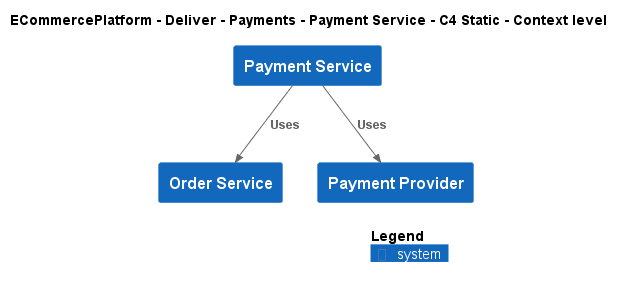 ECommercePlatform - Deliver - Payments - Payment Service - C4 Static - Context level
Payment Service
Uses
Uses
Order Service
Payment Provider
Legend
system